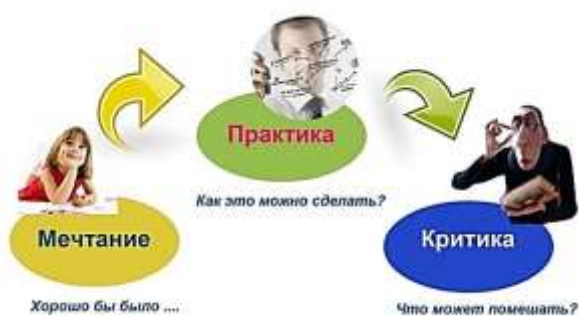 Практика
Как это можно сделать?
Мечтание
Хорошо бы было ....
Критика
Что может помешать?